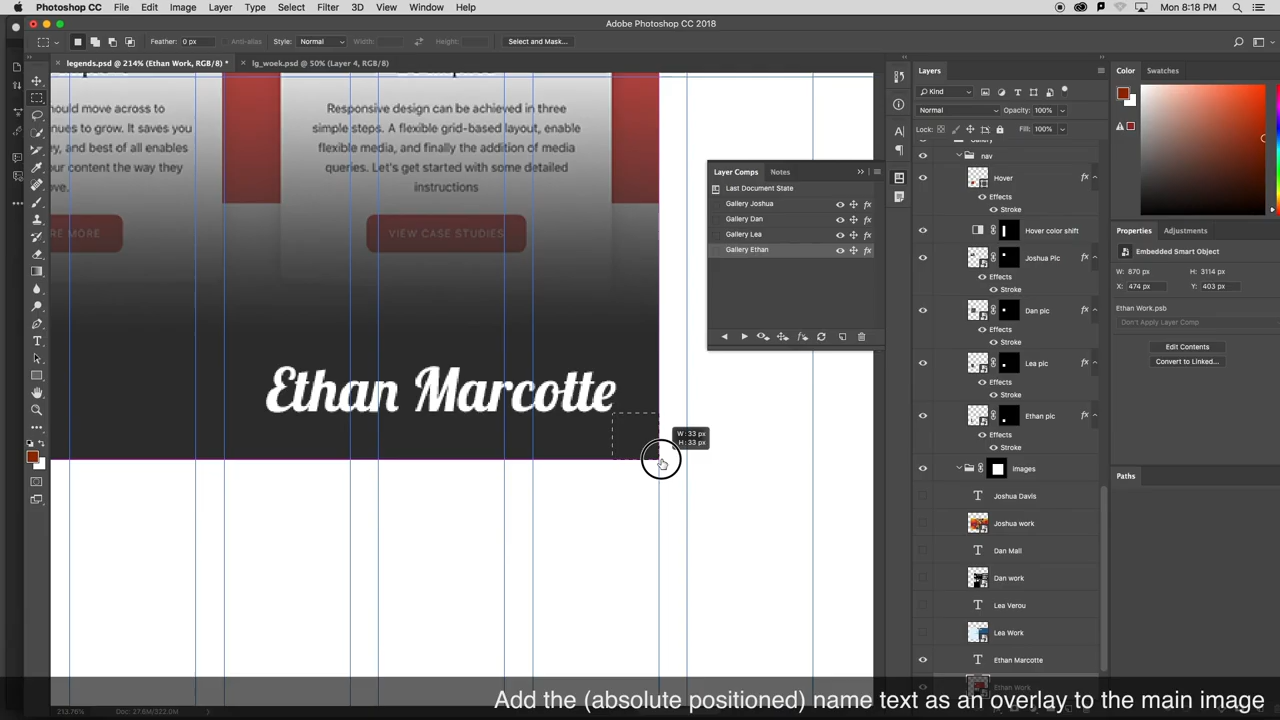 Photoshop CC File Edit Image Layer Type Select Filter 3D View Window Help Mon 8:18 PM
Adobe Photoshop CC 2018
Feather: 0 px Anti-alias Style: Normal Width: Height: Select and Mask...
legends.psd @ 214% (Ethan Work, RGB/8) * lg_woek.psd @ 50% (Layer 4, RGB/8)
ould move across to
nues to grow. It saves you
y, and best of all enables
our content the way they
ve.
RE MORE
Responsive design can be achieved in three
simple steps. A flexible grid-based layout, enable
flexible media, and finally the addition of media
queries. Let's get started with some detailed
instructions
VIEW CASE STUDIES
Ethan Marcotte
W: 33 px
H: 33 px
Layer Comps Notes
Last Document State
Gallery Joshua
Gallery Dan
Gallery Lea
Gallery Ethan
Layers
Kind
Normal Opacity: 100%
Lock: Fill: 100%
nav
Hover fx
Effects
Stroke
Hover color shift
Joshua Pic fx
Effects
Stroke
Dan pic fx
Effects
Stroke
Lea pic fx
Effects
Stroke
Ethan pic fx
Effects
Stroke
images
Joshua Davis
Joshua work
Dan Mall
Dan work
Lea Verou
Lea Work
Ethan Marcotte
Ethan Work
Color Swatches
Properties Adjustments
Embedded Smart Object
W: 870 px H: 3114 px
X: 474 px Y: 403 px
Ethan Work.psb
Don't Apply Layer Comp
Edit Contents
Convert to Linked...
Paths
213.76% Doc: 27.6M/322.0M
Add the (absolute positioned) name text as an overlay to the main image